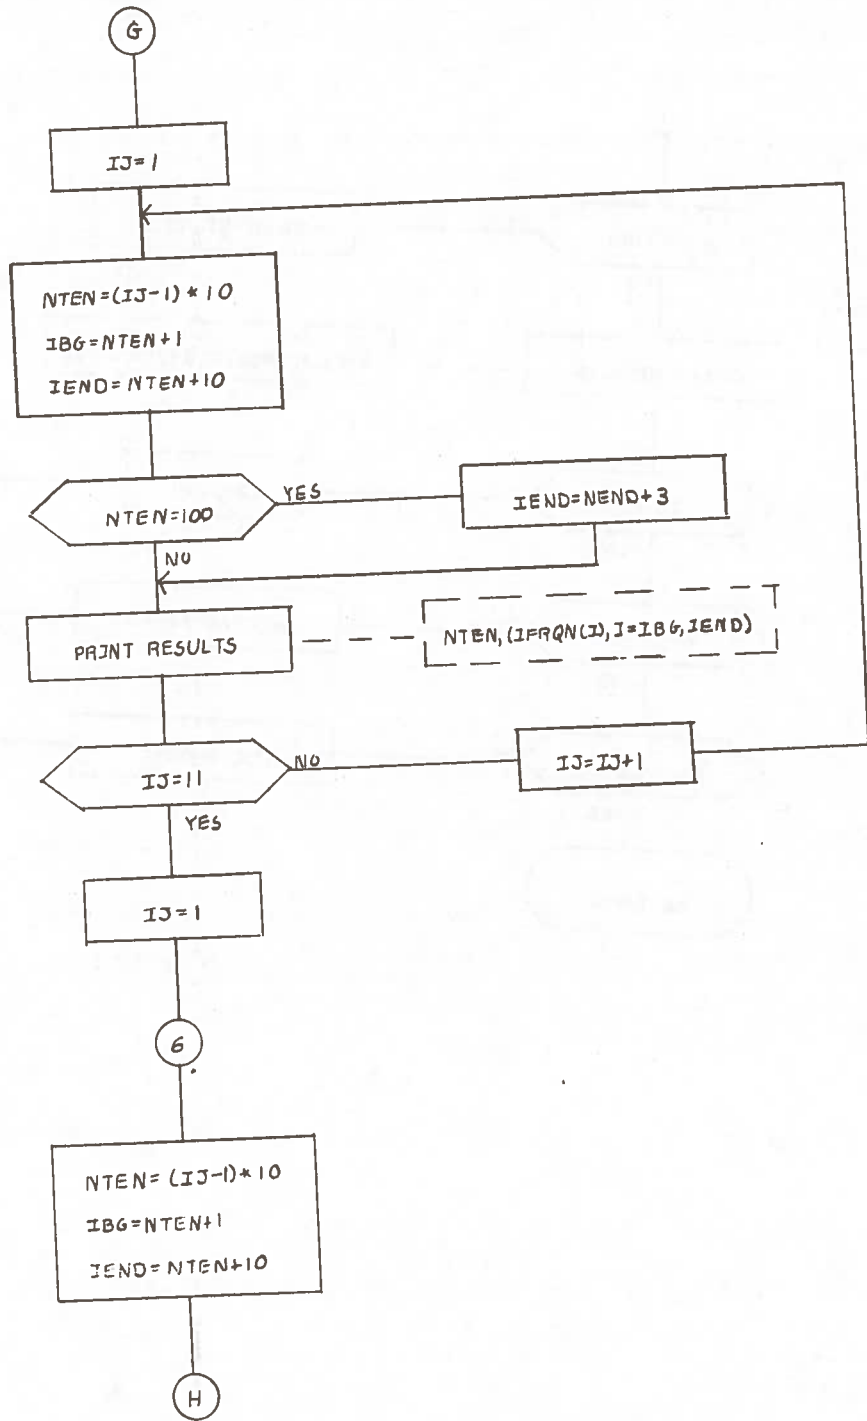 G
IJ=1
NTEN=(IJ-1)*10
IBG=NTEN+1
IEND=NTEN+10
NTEN=100
YES
IEND=NEND+3
NO
PRINT RESULTS
NTEN,(IFRQN(I),I=IBG,IEND)
IJ=11
NO
IJ=IJ+1
YES
IJ=1
6
NTEN=(IJ-1)*10
IBG=NTEN+1
IEND=NTEN+10
H